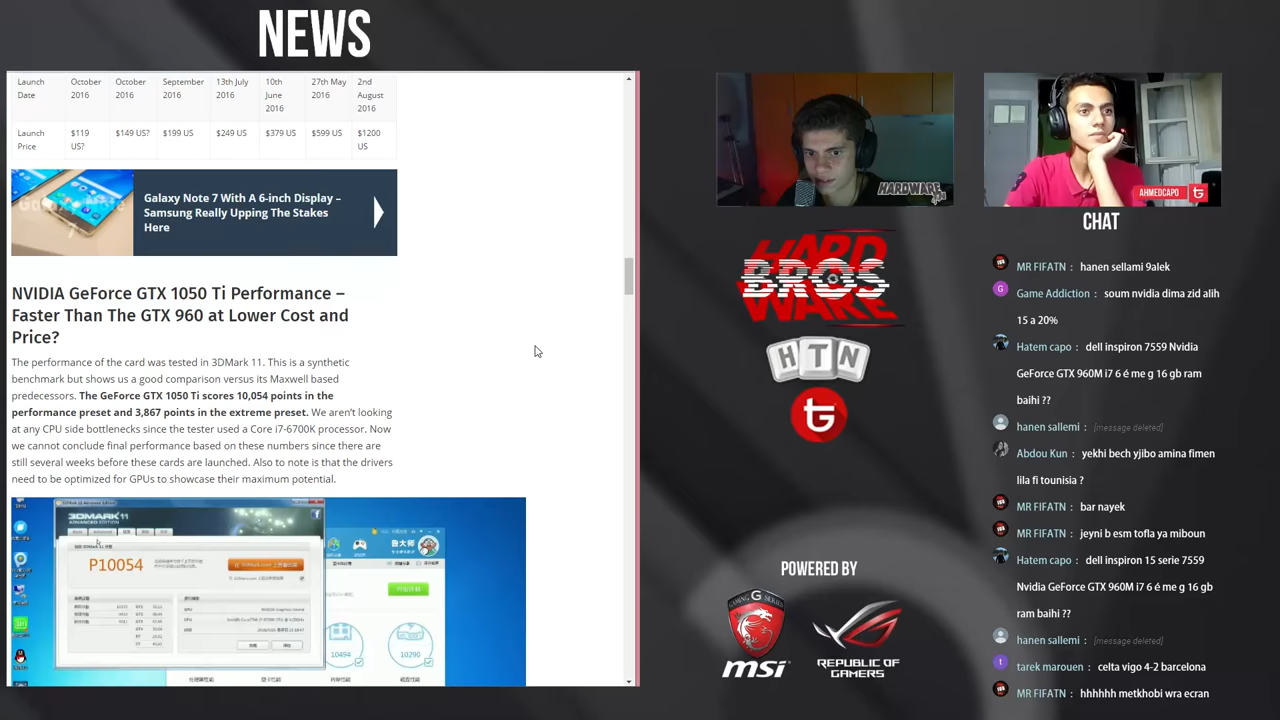 NEWS
Launch Date
October 2016
October 2016
September 2016
13th July 2016
10th June 2016
27th May 2016
2nd August 2016
Launch Price
$119 US?
$149 US?
$199 US
$249 US
$379 US
$599 US
$1200 US
Galaxy Note 7 With A 6-inch Display –
Samsung Really Upping The Stakes
Here
NVIDIA GeForce GTX 1050 Ti Performance –
Faster Than The GTX 960 at Lower Cost and
Price?
The performance of the card was tested in 3DMark 11. This is a synthetic
benchmark but shows us a good comparison versus its Maxwell based
predecessors. The GeForce GTX 1050 Ti scores 10,054 points in the
performance preset and 3,867 points in the extreme preset. We aren't looking
at any CPU side bottlenecks since the tester used a Core i7-6700K processor. Now
we cannot conclude final performance based on these numbers since there are
still several weeks before these cards are launched. Also to note is that the drivers
need to be optimized for GPUs to showcase their maximum potential.
3DMARK 11
P10054
10494
10290
HARDWARE
AHMEDCAPO
HARD
BROS
WARE
HTN
POWERED BY
GAMING G SERIES
msi
REPUBLIC OF
GAMERS
CHAT
MR FIFATN : hanen sellami 9alek
Game Addiction : soum nvidia dima zid alih
15 a 20%
Hatem capo : dell inspiron 7559 Nvidia
GeForce GTX 960M i7 6 é me g 16 gb ram
baihi ??
hanen sallemi : [message deleted]
Abdou Kun : yekhi bech yjibo amina fimen
lila fi tounisia ?
MR FIFATN : bar nayek
MR FIFATN : jeyni b esm tofla ya miboun
Hatem capo : dell inspiron 15 serie 7559
Nvidia GeForce GTX 960M i7 6 é me g 16 gb
ram baihi ??
hanen sallemi : [message deleted]
tarek marouen : celta vigo 4-2 barcelona
MR FIFATN : hhhhhh metkhobi wra ecran